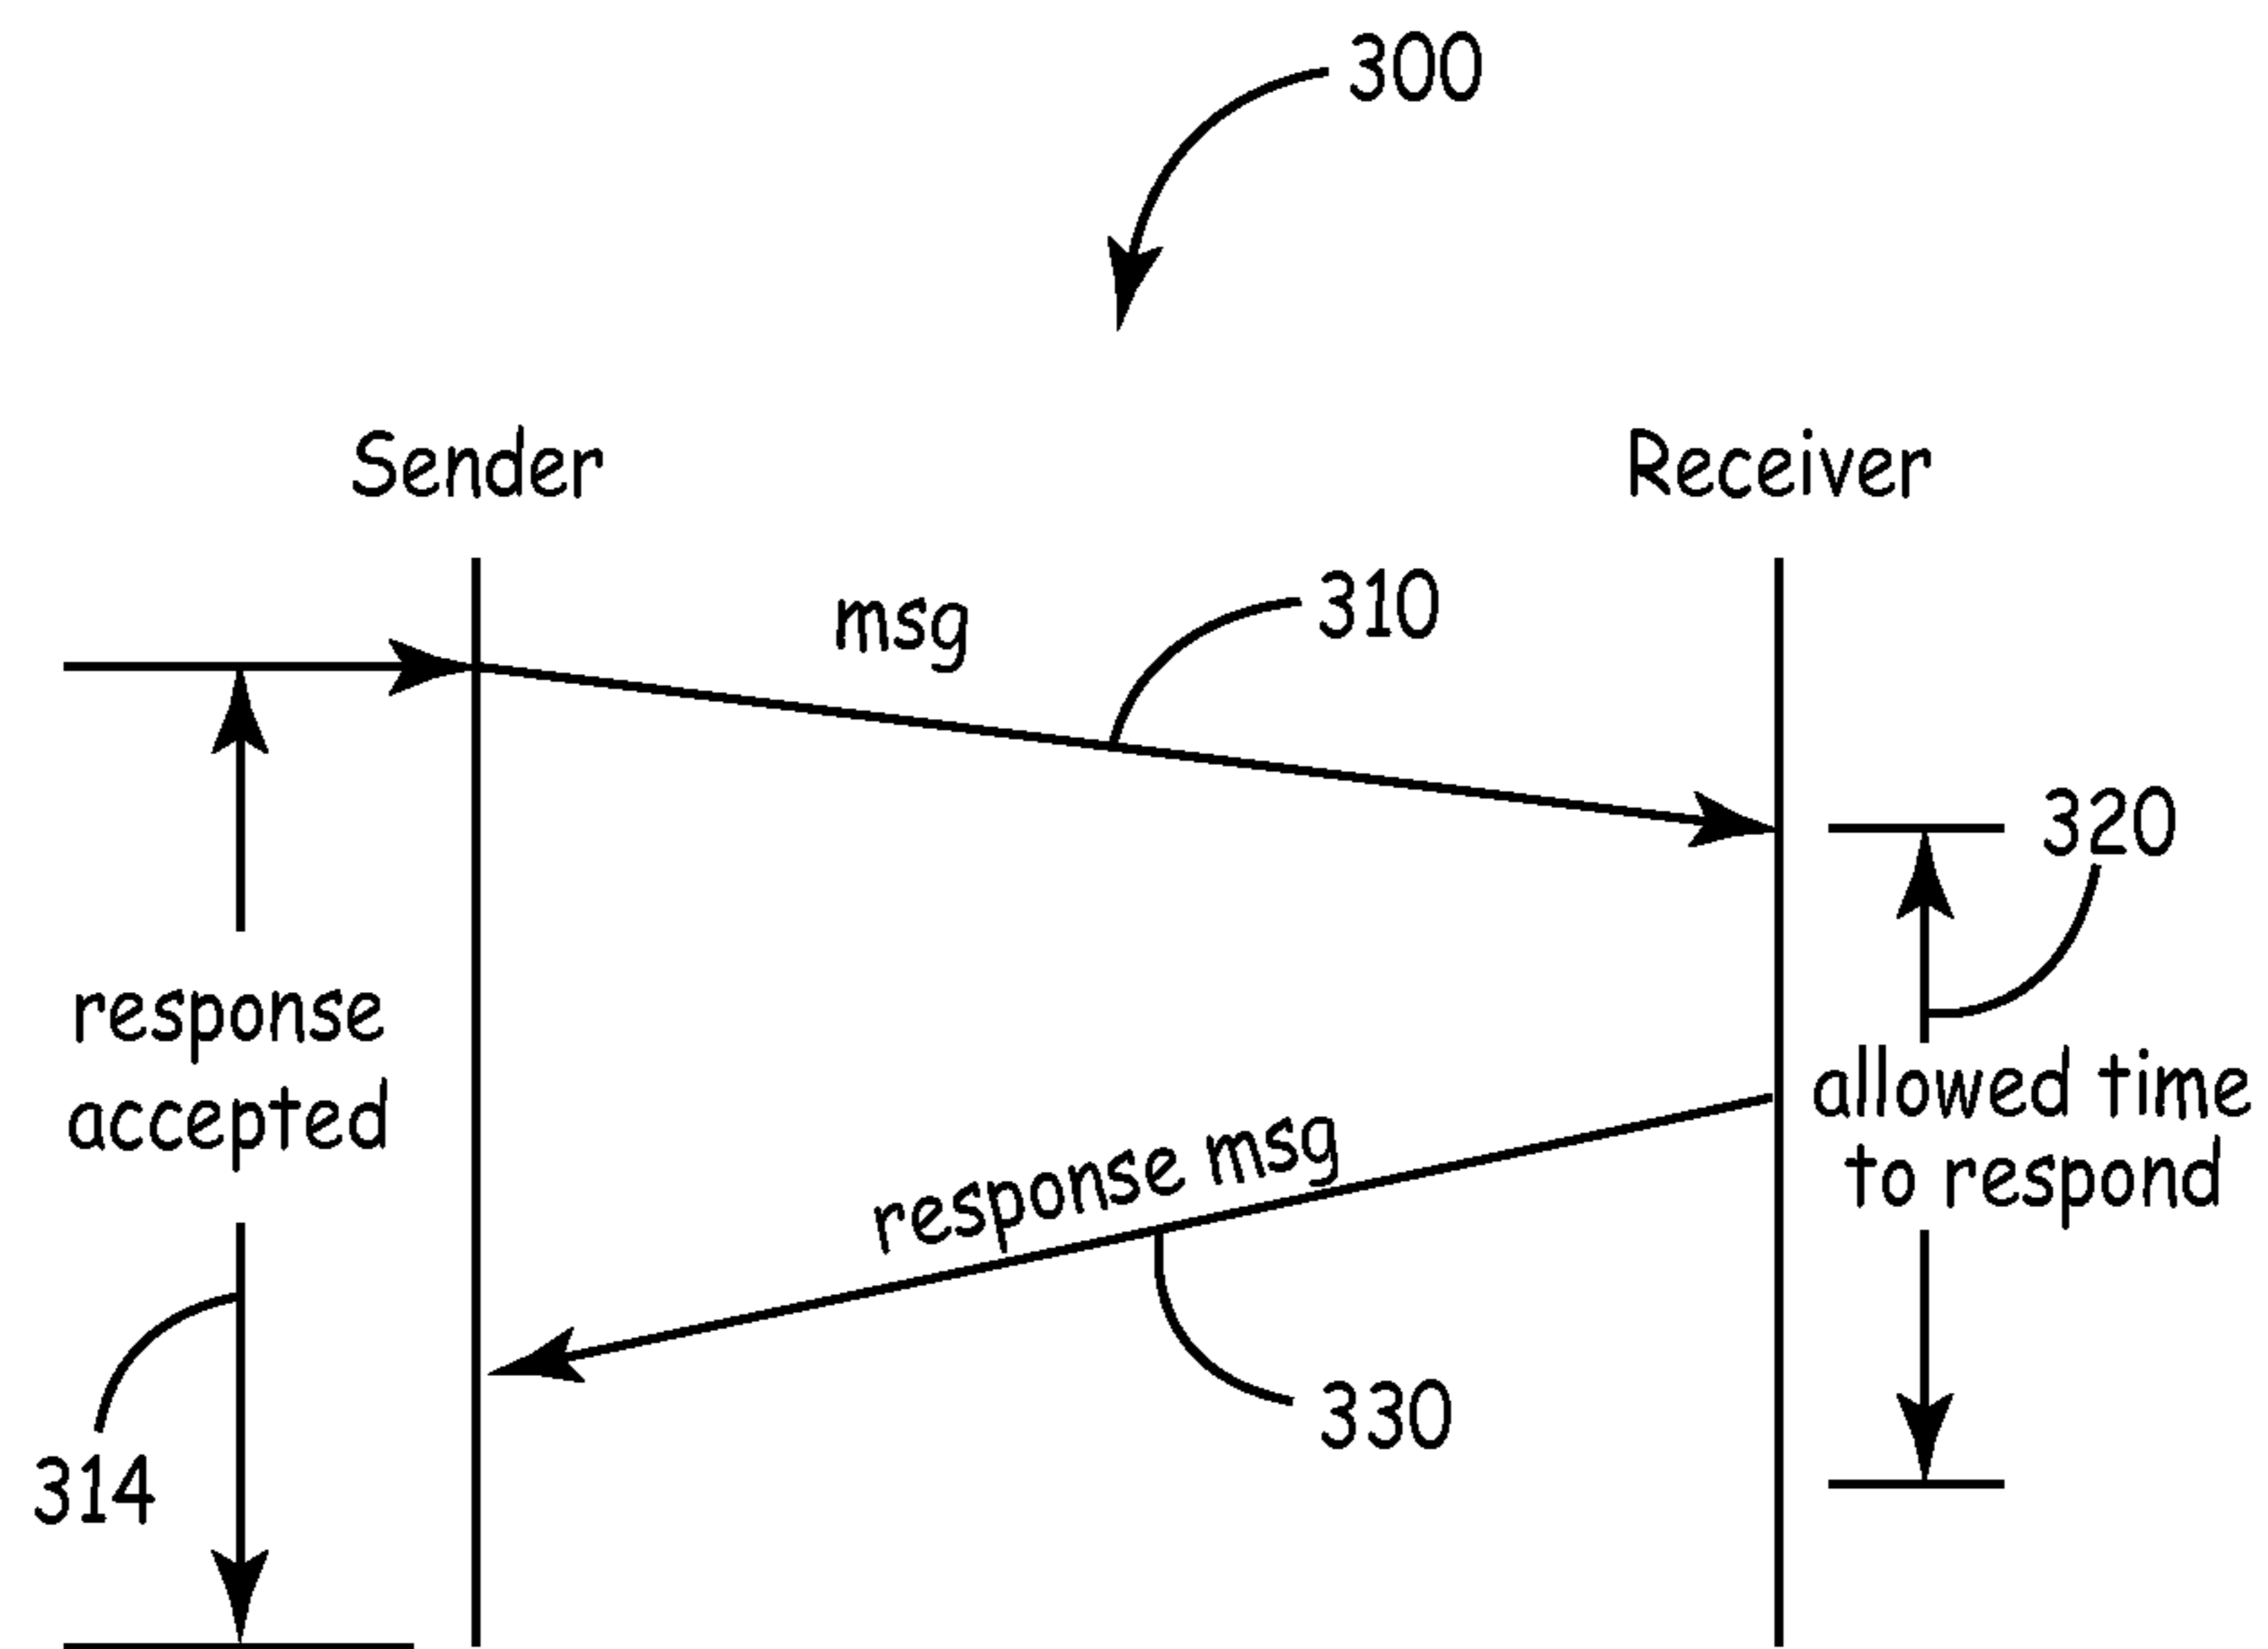 300
Sender
Receiver
msg
310
320
response
accepted
allowed time
to respond
response msg
330
314